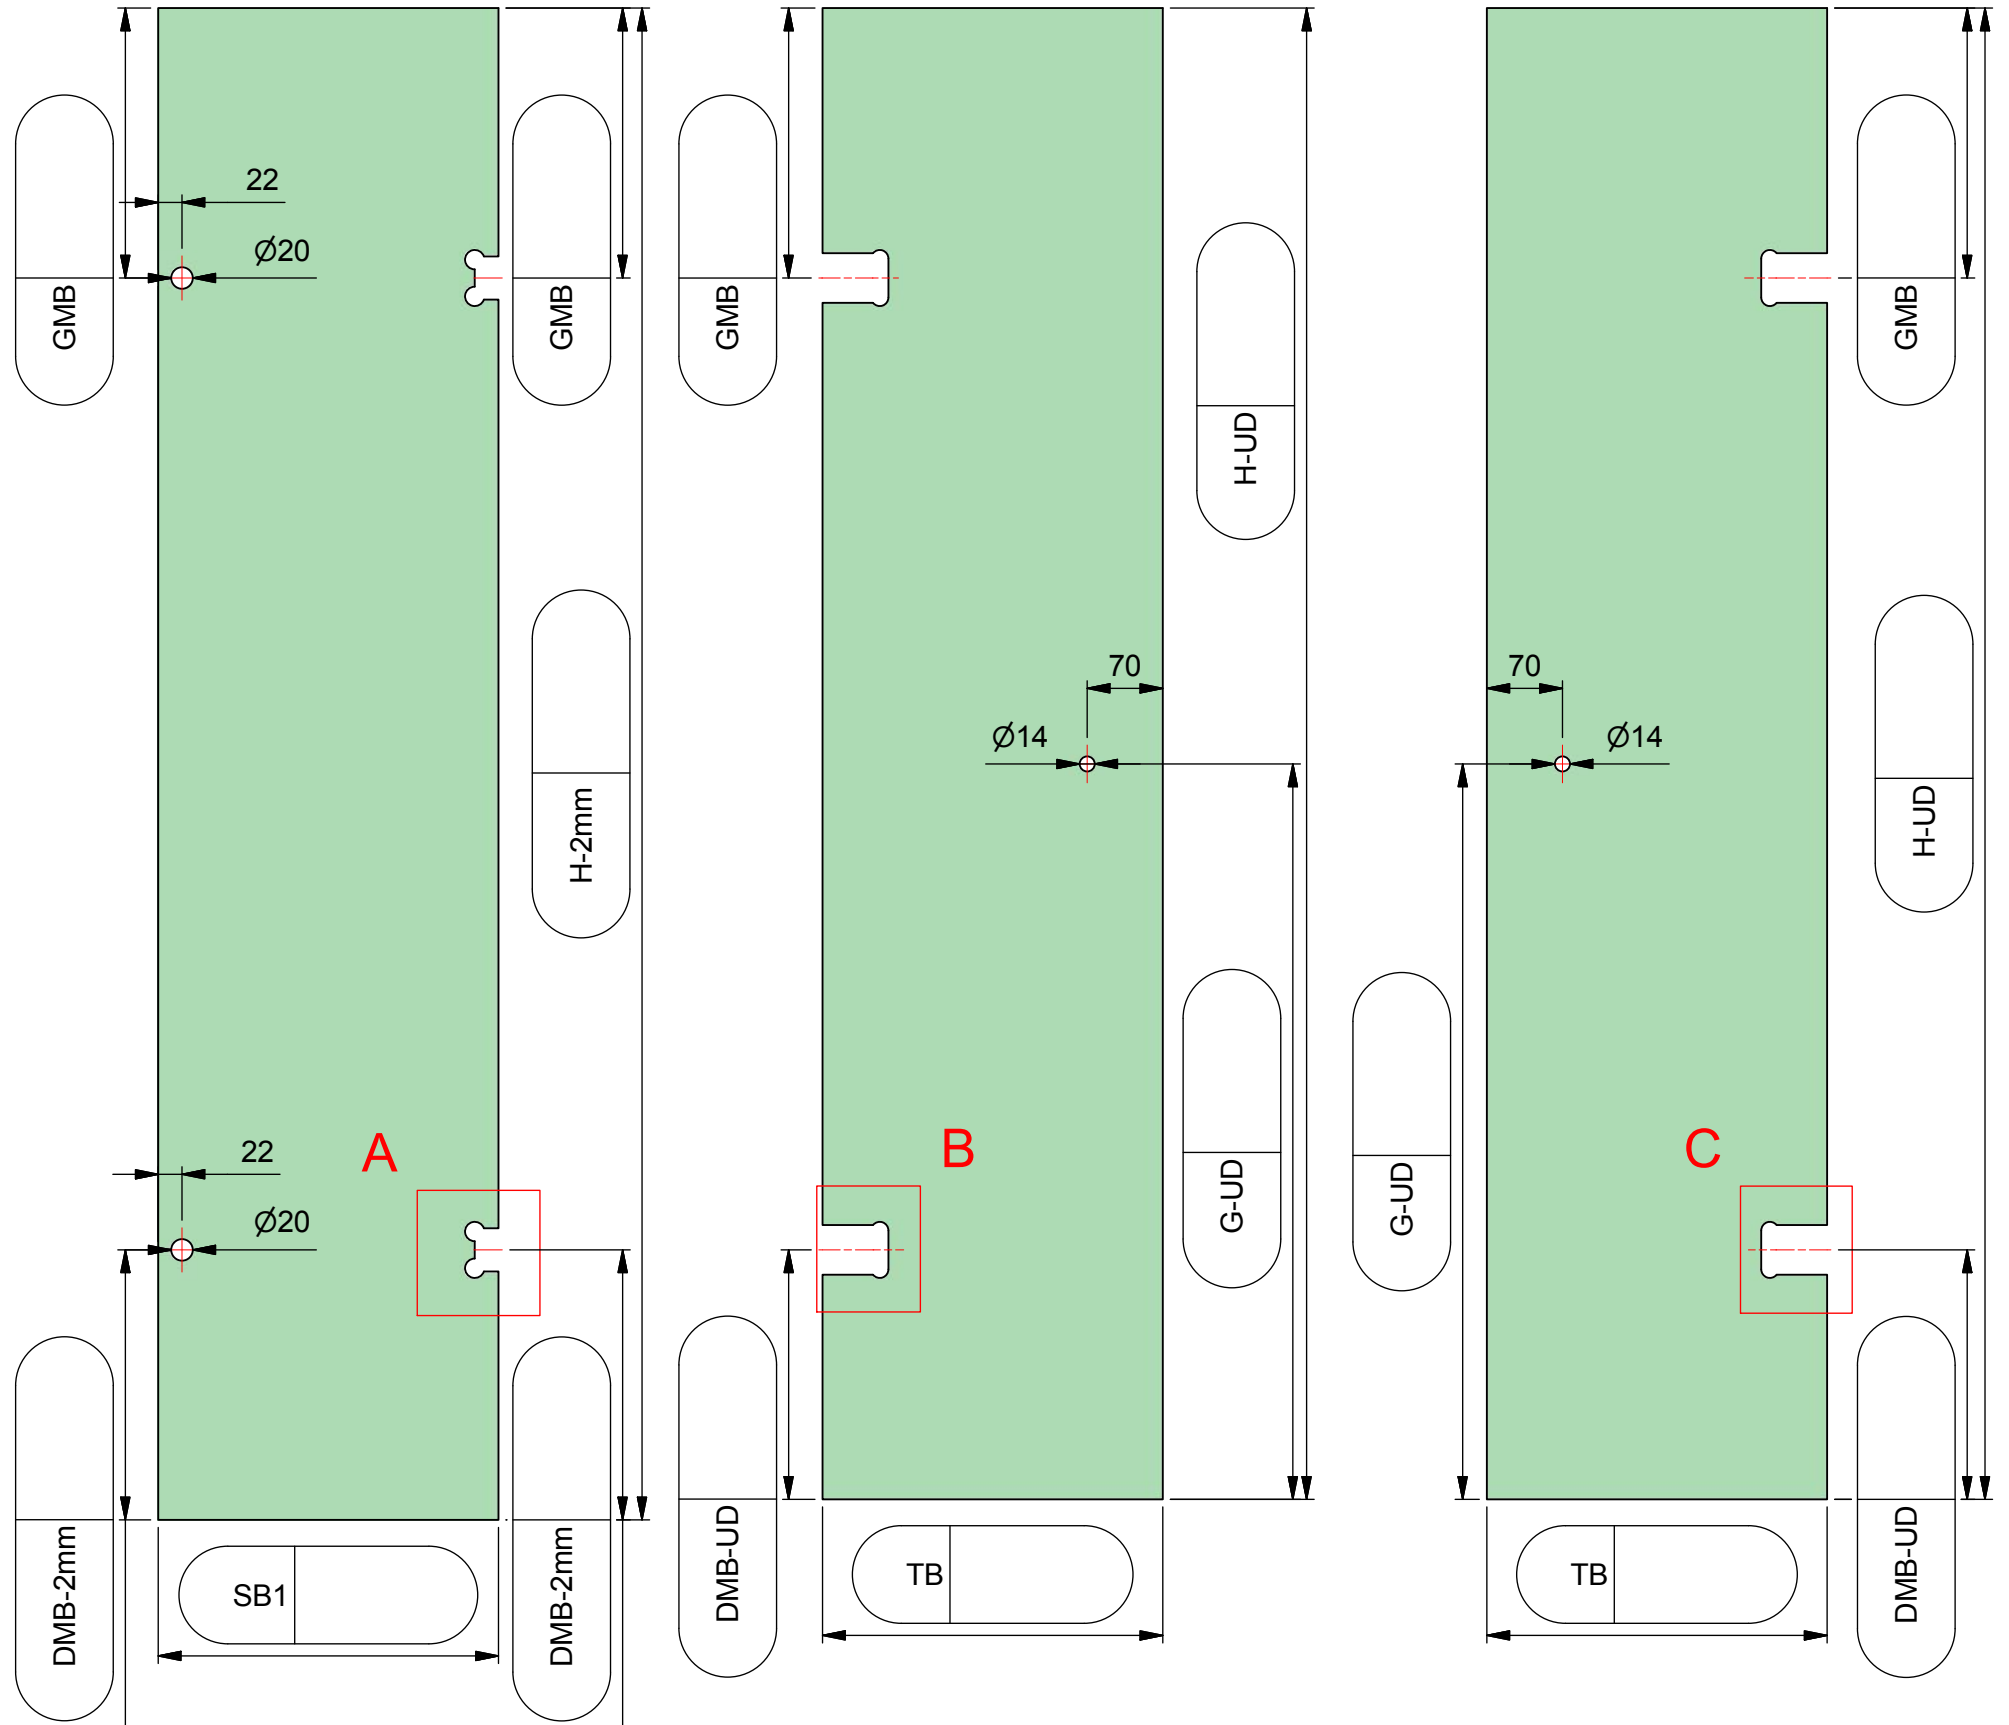 22
Ø20
GMB
GMB
GMB
GMB
H-UD
70
Ø14
70
Ø14
H-2mm
H-UD
22
Ø20
A
B
C
G-UD
G-UD
DMB-2mm
SB1
DMB-2mm
DMB-UD
TB
TB
DMB-UD